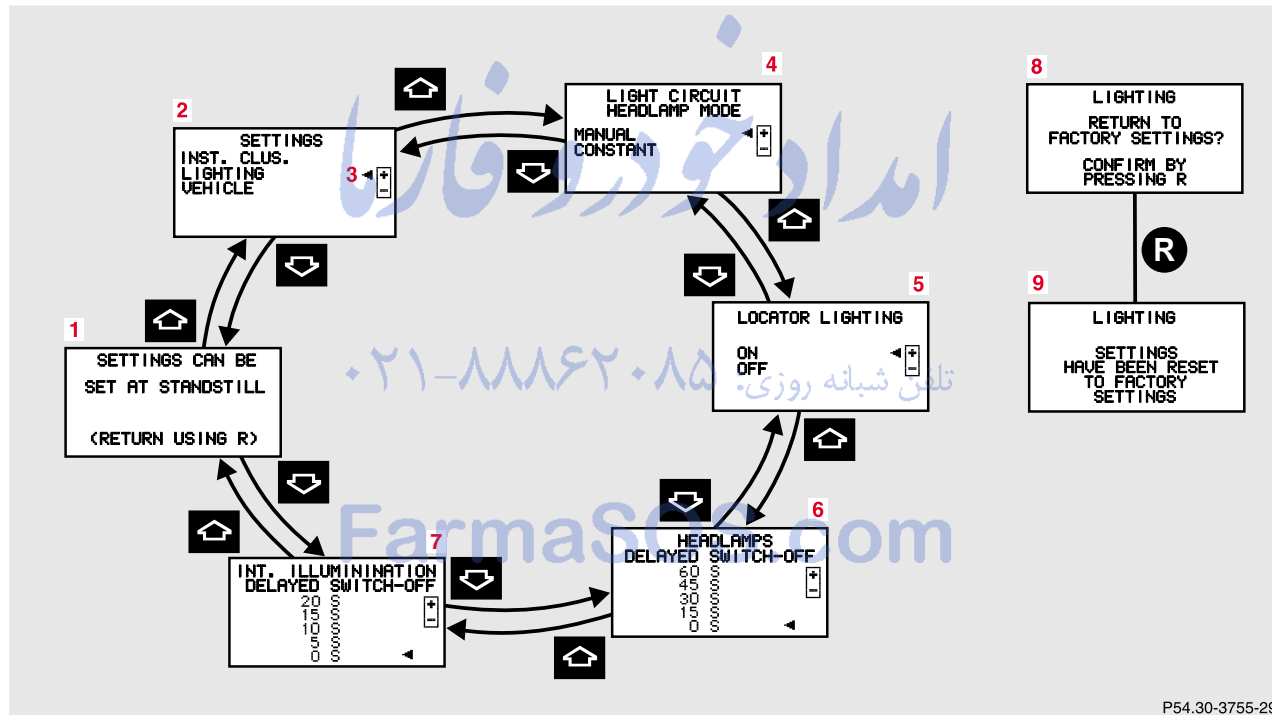 1
SETTINGS CAN BE
SET AT STANDSTILL
(RETURN USING R)
2
SETTINGS
INST. CLUS.
LIGHTING
VEHICLE
3
+
−
4
LIGHT CIRCUIT
HEADLAMP MODE
MANUAL
CONSTANT
+
−
5
LOCATOR LIGHTING
ON
OFF
+
−
6
HEADLAMPS
DELAYED SWITCH-OFF
60 S
45 S
30 S
15 S
0 S
+
−
7
INT. ILLUMININATION
DELAYED SWITCH-OFF
20 S
15 S
10 S
5 S
0 S
+
−
8
LIGHTING
RETURN TO
FACTORY SETTINGS?
CONFIRM BY
PRESSING R
R
9
LIGHTING
SETTINGS
HAVE BEEN RESET
TO FACTORY
SETTINGS
امداد خودرو فارما
تلفن شبانه روزی: ۰۲۱-۸۸۸۶۲۰۸۵
FarmaSOS.com
P54.30-3755-29